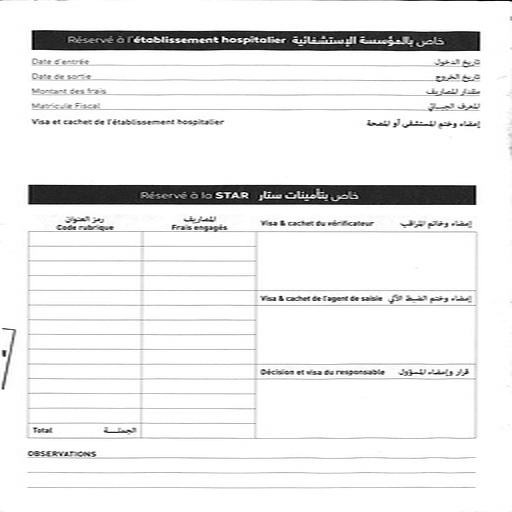 Réservé à l'établissement hospitalier خاص بالمؤسسة الإستشفائية
Date d'entrée تاريخ الدخول
Date de sortie تاريخ الخروج
Montant des frais مقدار المصاريف
Matricule Fiscal المعرف الجبائي
Visa et cachet de l'établissement hospitalier إمضاء وختم المستشفى أو المصحة
Réservé à la STAR خاص بتأمينات ستار
رمز العنوان المصاريف
Code rubrique Frais engagés
Visa & cachet du vérificateur إمضاء وخاتم المراقب
Visa & cachet de l'agent de saisie إمضاء وختم الضبط الآلي
Décision et visa du responsable قرار وإمضاء المسؤول
Total الجملة
OBSERVATIONS